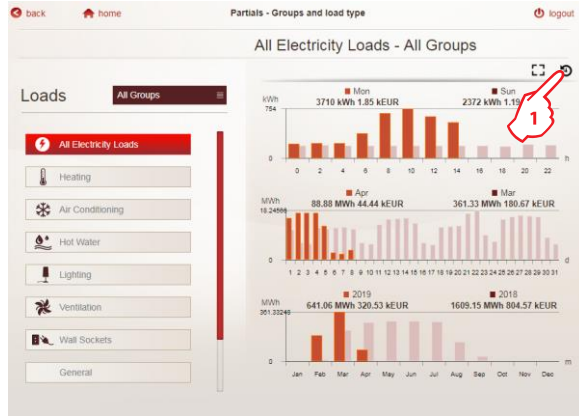 back home Partials - Groups and load type logout
All Electricity Loads - All Groups
Loads All Groups
All Electricity Loads
Heating
Air Conditioning
Hot Water
Lighting
Ventilation
Wall Sockets
General
1
Mon Sun
kWh 3710 kWh 1.85 kEUR 2372 kWh 1.19
754
0
0 2 4 6 8 10 12 14 16 18 20 22 h
Apr Mar
MWh 88.88 MWh 44.44 kEUR 361.33 MWh 180.67 kEUR
18.24566
0
1 2 3 4 5 6 7 8 9 10 11 12 13 14 15 16 17 18 19 20 21 22 23 24 25 26 27 28 29 30 31 d
2019 2018
MWh 641.06 MWh 320.53 kEUR 1609.15 MWh 804.57 kEUR
361.33249
0
Jan Feb Mar Apr May Jun Jul Aug Sep Oct Nov Dec m